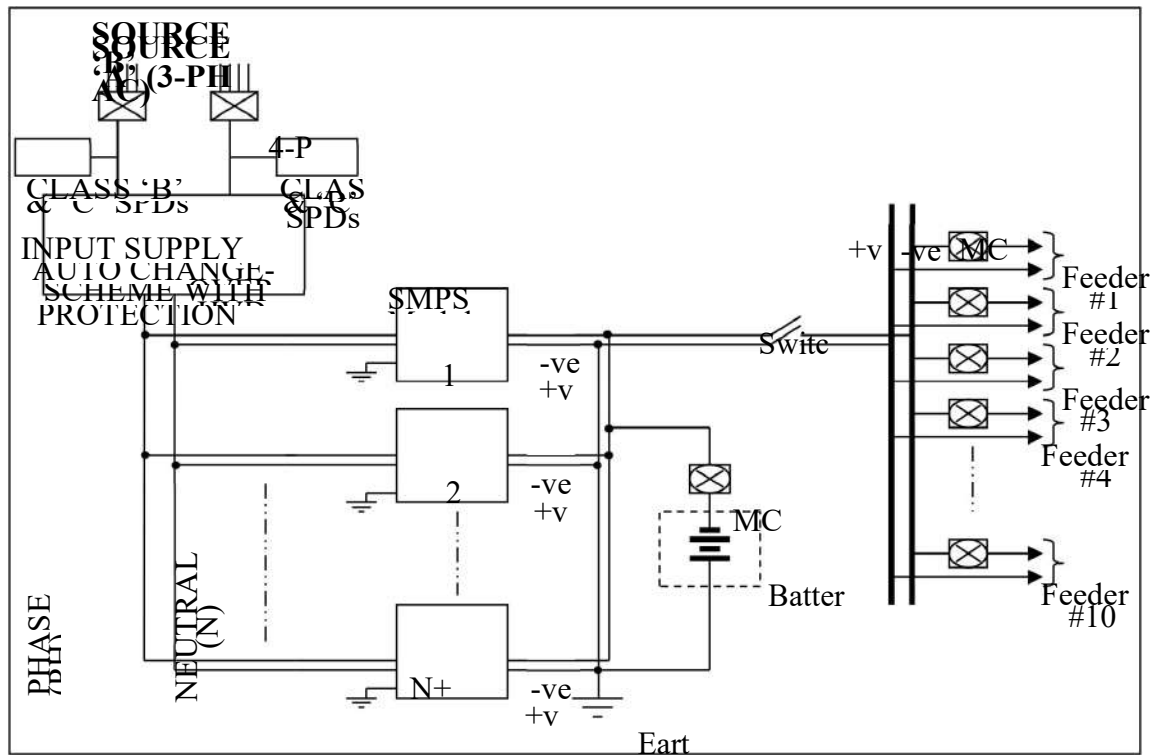 SOURCE
SOURCE
‘B’
‘A’ (3-PH
AC)
4-P
CLASS ‘B’
& ‘C’ SPDs
CLAS
& ‘C’
SPDs
INPUT SUPPLY
AUTO CHANGE-
SCHEME WITH
PROTECTION
SMPS
1
-ve
+v
2
-ve
+v
N+
-ve
+v
PHASE
NEUTRAL
(N)
Switc
MC
Batter
Eart
+v
-ve
MC
Feeder
#1
Feeder
#2
Feeder
#3
Feeder
#4
Feeder
#10